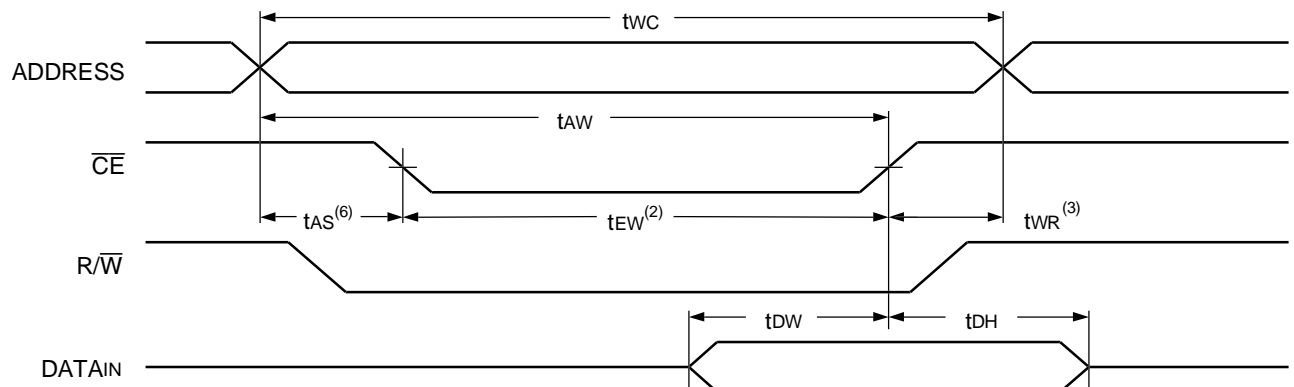 tWC
ADDRESS
tAW
CE
tAS(6)
tEW(2)
tWR(3)
R/W
tDW
tDH
DATAIN